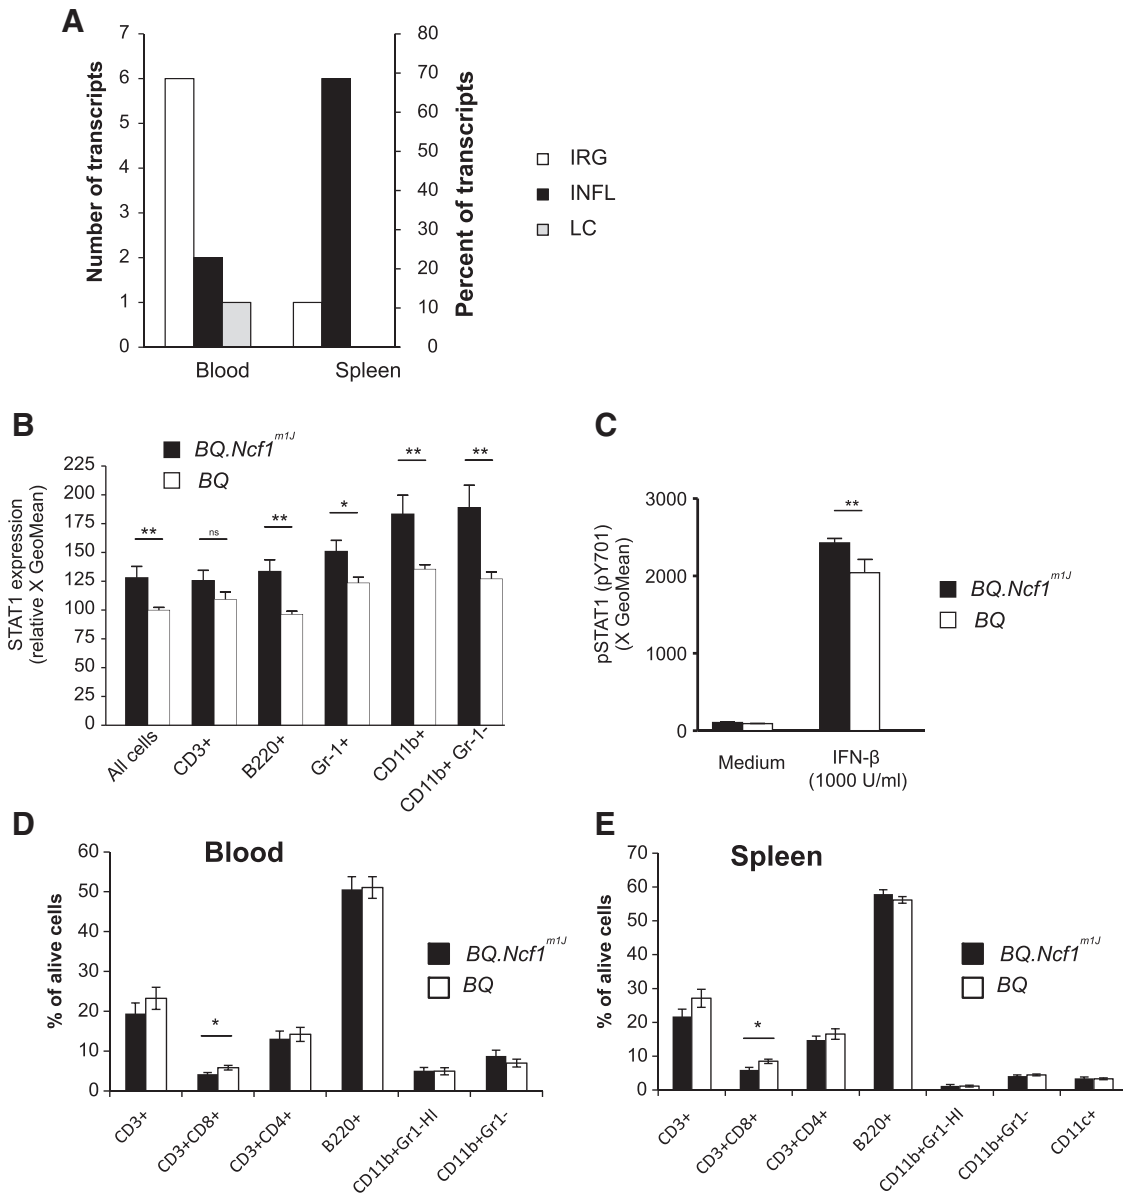 A
Number of transcripts
7
6
5
4
3
2
1
0
80
70
60
50
40
30
20
10
0
Percent of transcripts
Blood
Spleen
IRG
INFL
LC
B
BQ.Ncf1m1J
BQ
STAT1 expression
(relative X GeoMean)
225
200
175
150
125
100
75
50
25
0
**
ns
**
*
**
**
All cells
CD3+
B220+
Gr-1+
CD11b+
CD11b+ Gr-1-
C
pSTAT1 (pY701)
(X GeoMean)
3000
2000
1000
0
**
Medium
IFN-β
(1000 U/ml)
BQ.Ncf1m1J
BQ
D
Blood
% of alive cells
60
50
40
30
20
10
0
*
CD3+
CD3+CD8+
CD3+CD4+
B220+
CD11b+Gr1-HI
CD11b+Gr1-
BQ.Ncf1m1J
BQ
E
Spleen
% of alive cells
70
60
50
40
30
20
10
0
*
CD3+
CD3+CD8+
CD3+CD4+
B220+
CD11b+Gr1-HI
CD11b+Gr1-
CD11c+
BQ.Ncf1m1J
BQ